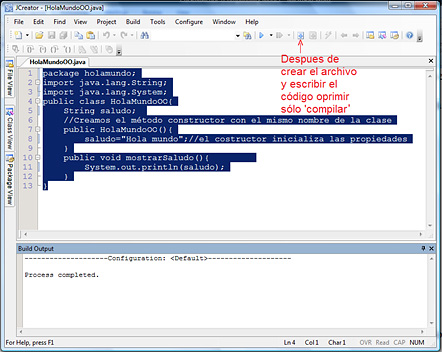 JCreator - [HolaMundoOO.java]
File Edit View Find Project Build Tools Configure Window Help
HolaMundoOO.java
File View
Class View
Package View
1 package holamundo;
2 import java.lang.String;
3 import java.lang.System;
4 public class HolaMundoOO{
5 String saludo;
6 //Creamos el método constructor con el mismo nombre de la clase
7 public HolaMundoOO(){
8 saludo="Hola mundo";//el costructor inicializa las propiedades
9 }
10 public void mostrarSaludo(){
11 System.out.println(saludo);
12 }
13 }
Despues de
crear el archivo
y escribir el
código oprimir
sólo 'compilar'
Build Output
--------------------Configuration: <Default>--------------------
Process completed.
For Help, press F1
Ln 4 Col 1 Char 1 OVR Read CAP NUM